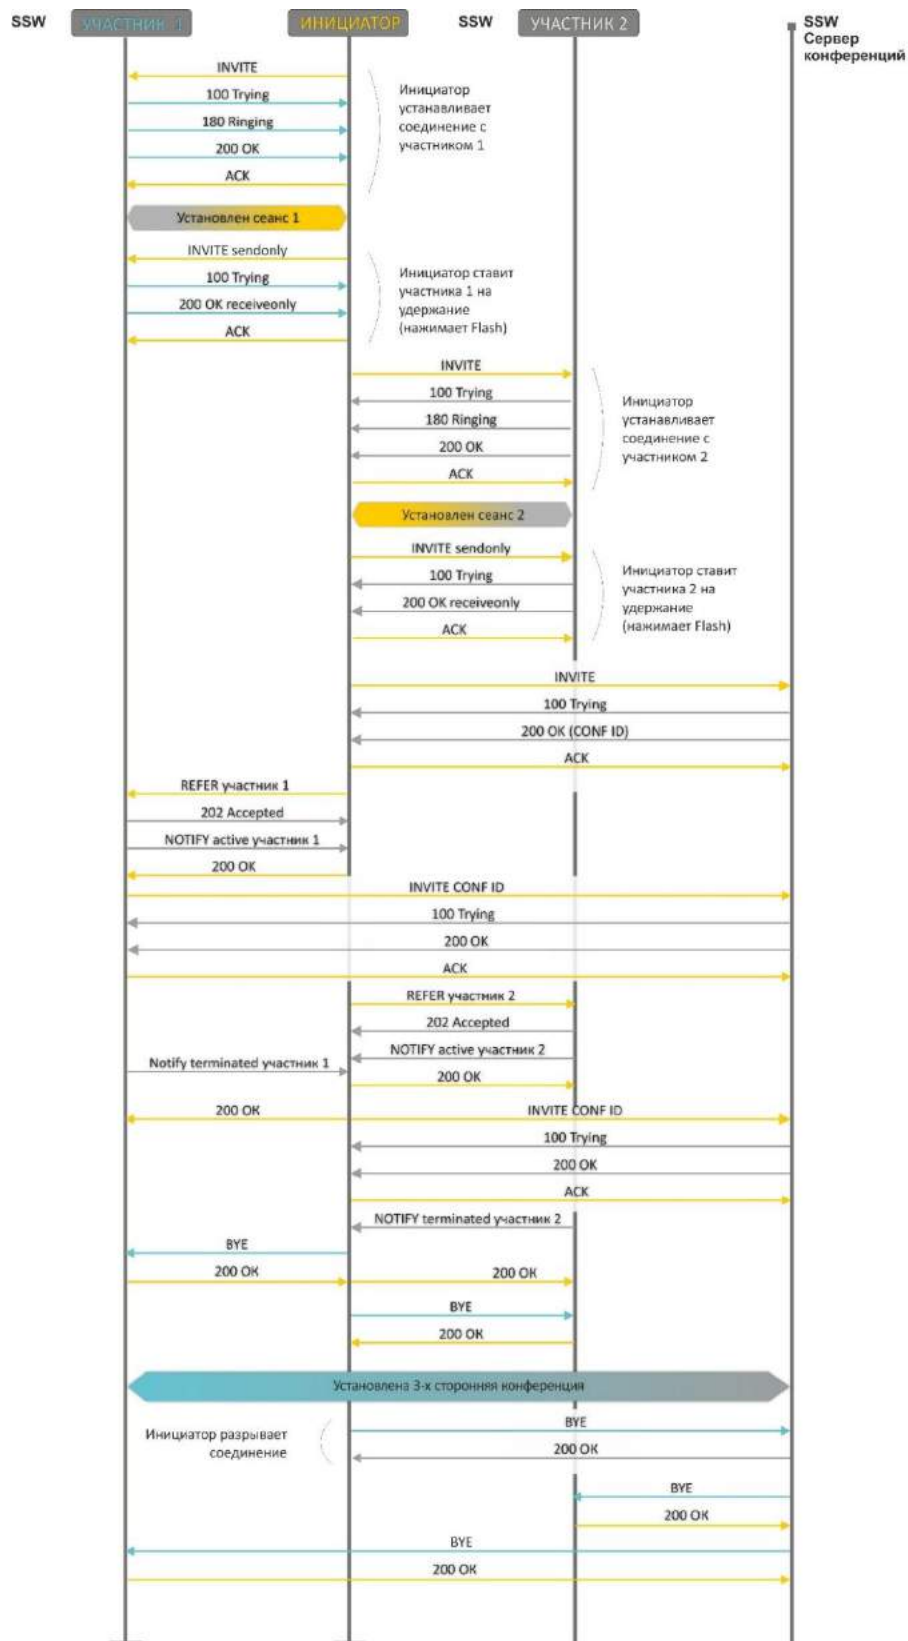 SSW
УЧАСТНИК 1
ИНИЦИАТОР
SSW
УЧАСТНИК 2
SSW
Сервер
конференций
INVITE
100 Trying
180 Ringing
200 OK
ACK
Инициатор
устанавливает
соединение с
участником 1
Установлен сеанс 1
INVITE sendonly
100 Trying
200 OK receiveonly
ACK
Инициатор ставит
участника 1 на
удержание
(нажимает Flash)
INVITE
100 Trying
180 Ringing
200 OK
ACK
Инициатор
устанавливает
соединение с
участником 2
Установлен сеанс 2
INVITE sendonly
100 Trying
200 OK receiveonly
ACK
Инициатор ставит
участника 2 на
удержание
(нажимает Flash)
INVITE
100 Trying
200 OK (CONF ID)
ACK
REFER участник 1
202 Accepted
NOTIFY active участник 1
200 OK
INVITE CONF ID
100 Trying
200 OK
ACK
REFER участник 2
202 Accepted
NOTIFY active участник 2
Notify terminated участник 1
200 OK
200 OK
INVITE CONF ID
100 Trying
200 OK
ACK
NOTIFY terminated участник 2
BYE
200 OK
200 OK
BYE
200 OK
Установлена 3-х сторонняя конференция
Инициатор разрывает
соединение
BYE
200 OK
BYE
200 OK
BYE
200 OK